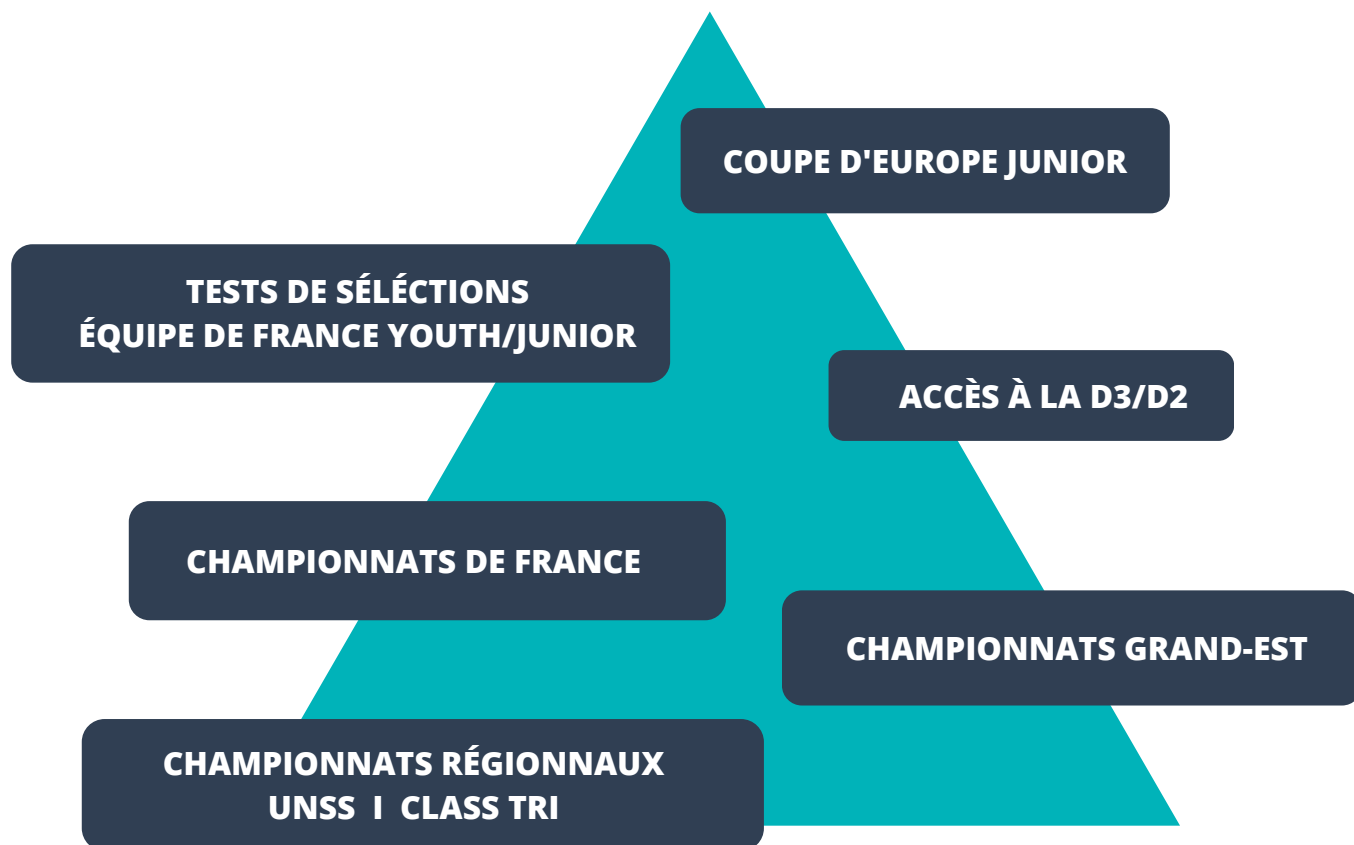 COUPE D'EUROPE JUNIOR
TESTS DE SÉLÉCTIONS
ÉQUIPE DE FRANCE YOUTH/JUNIOR
ACCÈS À LA D3/D2
CHAMPIONNATS DE FRANCE
CHAMPIONNATS GRAND-EST
CHAMPIONNATS RÉGIONNAUX
UNSS I CLASS TRI